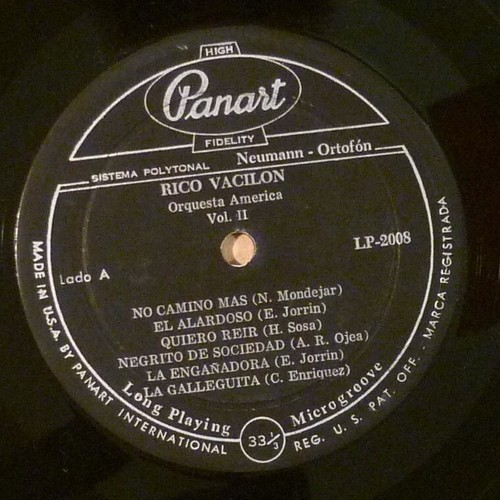 HIGH
Panart
FIDELITY
SISTEMA POLYTONAL
Neumann - Ortofón
RICO VACILON
Orquesta America
Vol. II
LP-2008
Lado A
NO CAMINO MAS (N. Mondejar)
EL ALARDOSO (E. Jorrin)
QUIERO REIR (H. Sosa)
NEGRITO DE SOCIEDAD (A. R. Ojea)
LA ENGAÑADORA (E. Jorrin)
LA GALLEGUITA (C. Enriquez)
Long Playing
Microgroove
33⅓
MADE IN U.S.A. BY PANART INTERNATIONAL
REG. U. S. PAT. OFF. - MARCA REGISTRADA